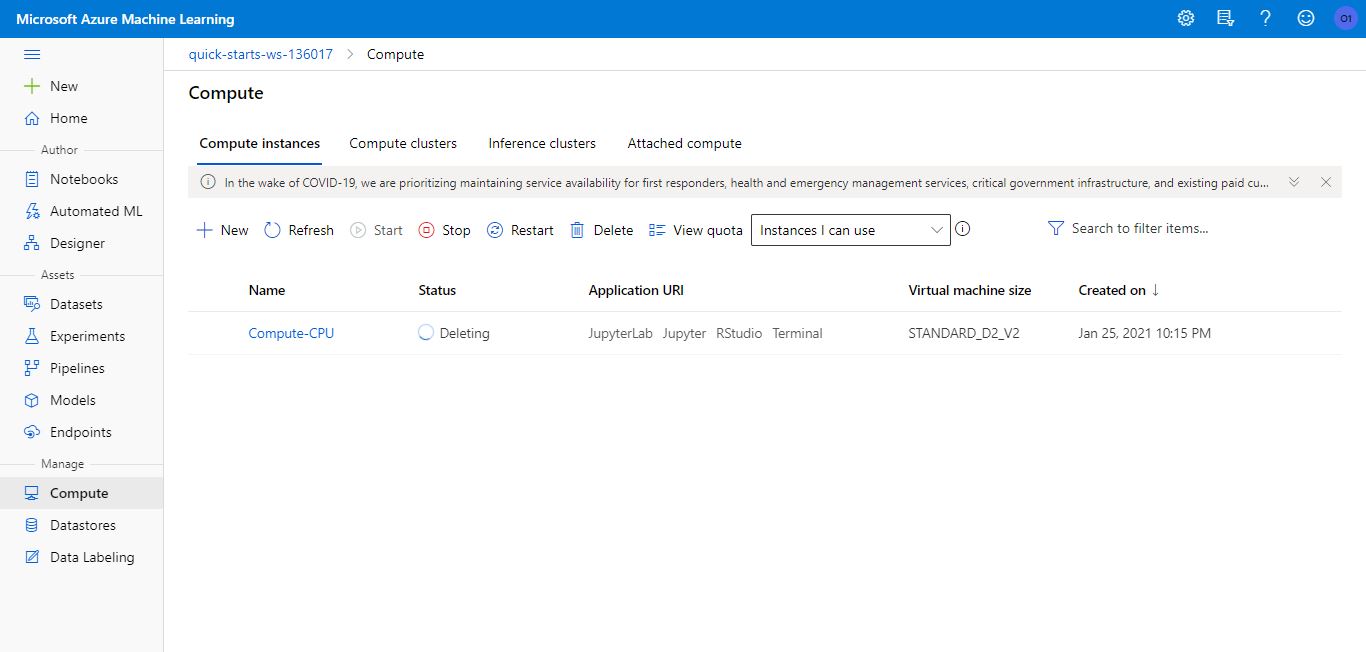 Microsoft Azure Machine Learning
O1
quick-starts-ws-136017 > Compute
New
Home
Author
Notebooks
Automated ML
Designer
Assets
Datasets
Experiments
Pipelines
Models
Endpoints
Manage
Compute
Datastores
Data Labeling
Compute
Compute instances Compute clusters Inference clusters Attached compute
In the wake of COVID-19, we are prioritizing maintaining service availability for first responders, health and emergency management services, critical government infrastructure, and existing paid cu...
New Refresh Start Stop Restart Delete View quota Instances I can use Search to filter items...
Name Status Application URI Virtual machine size Created on ↓
Compute-CPU Deleting JupyterLab Jupyter RStudio Terminal STANDARD_D2_V2 Jan 25, 2021 10:15 PM